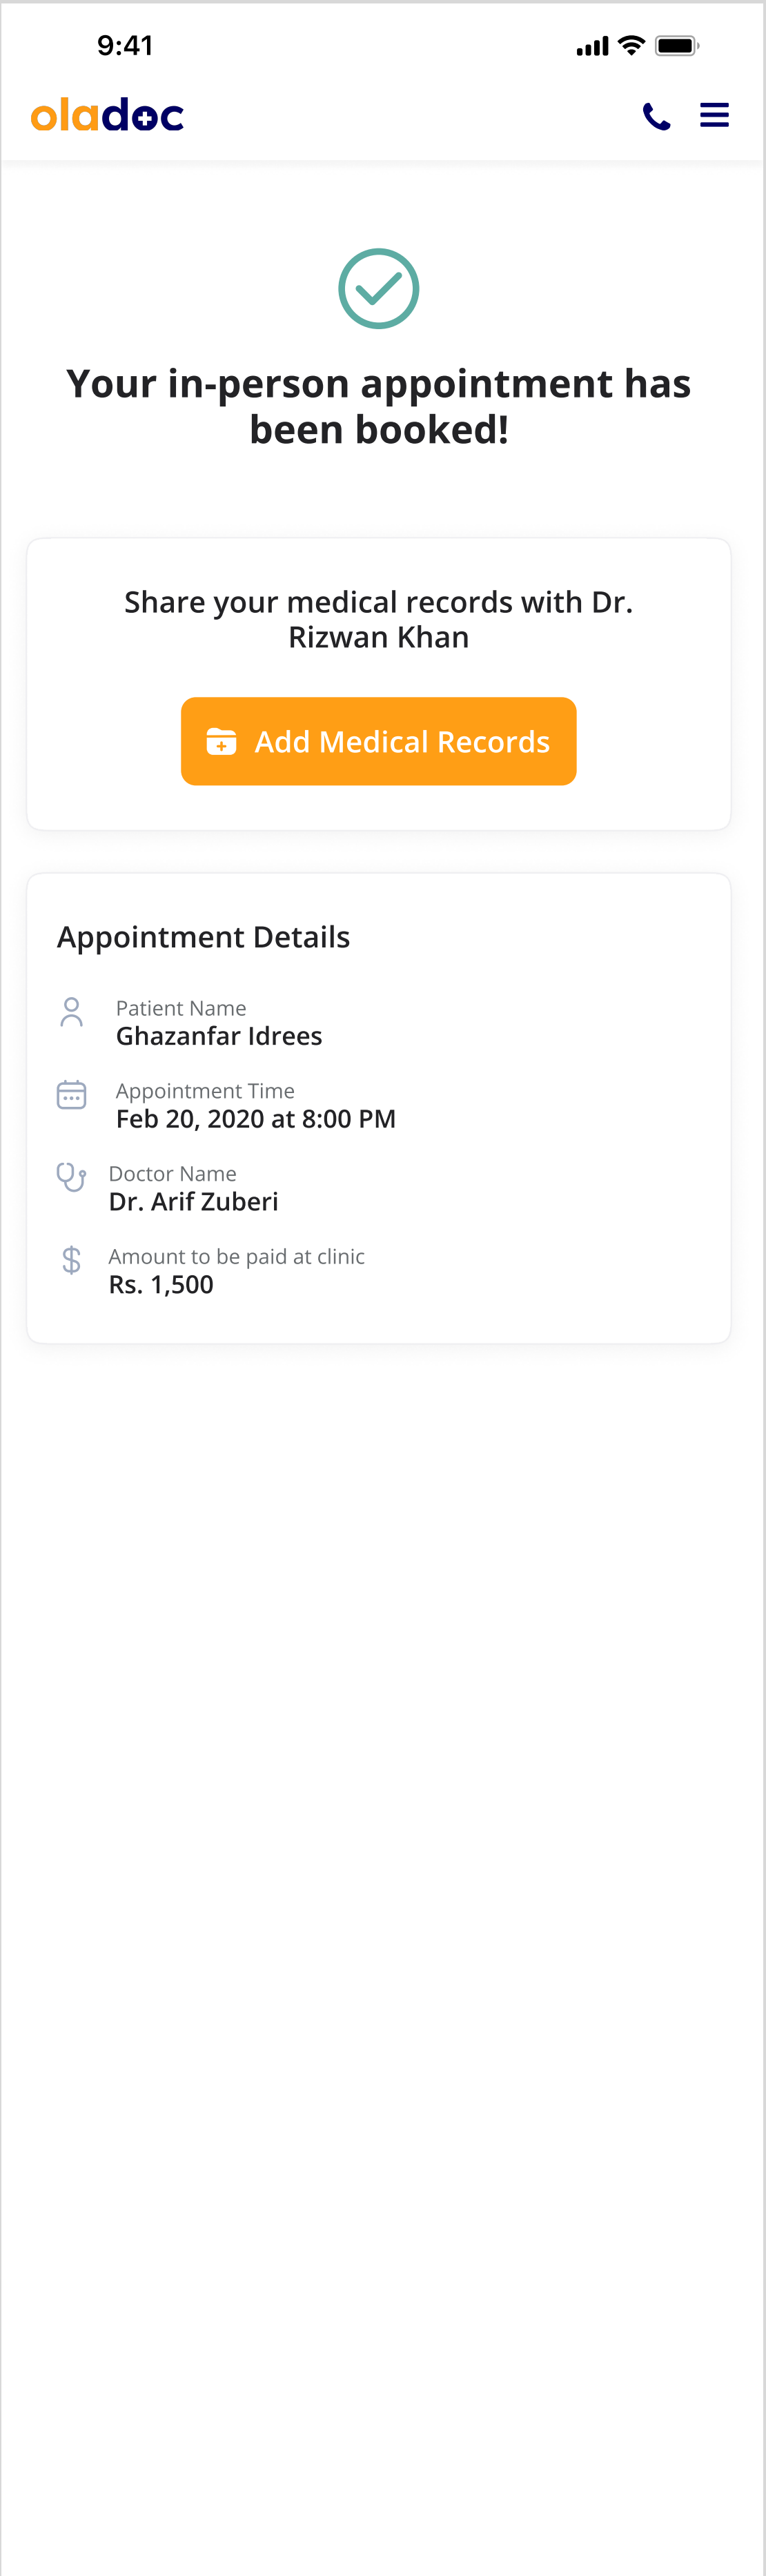 9:41
oladoc
Your in-person appointment has
been booked!
Share your medical records with Dr.
Rizwan Khan
Add Medical Records
Appointment Details
Patient Name
Ghazanfar Idrees
Appointment Time
Feb 20, 2020 at 8:00 PM
Doctor Name
Dr. Arif Zuberi
Amount to be paid at clinic
Rs. 1,500